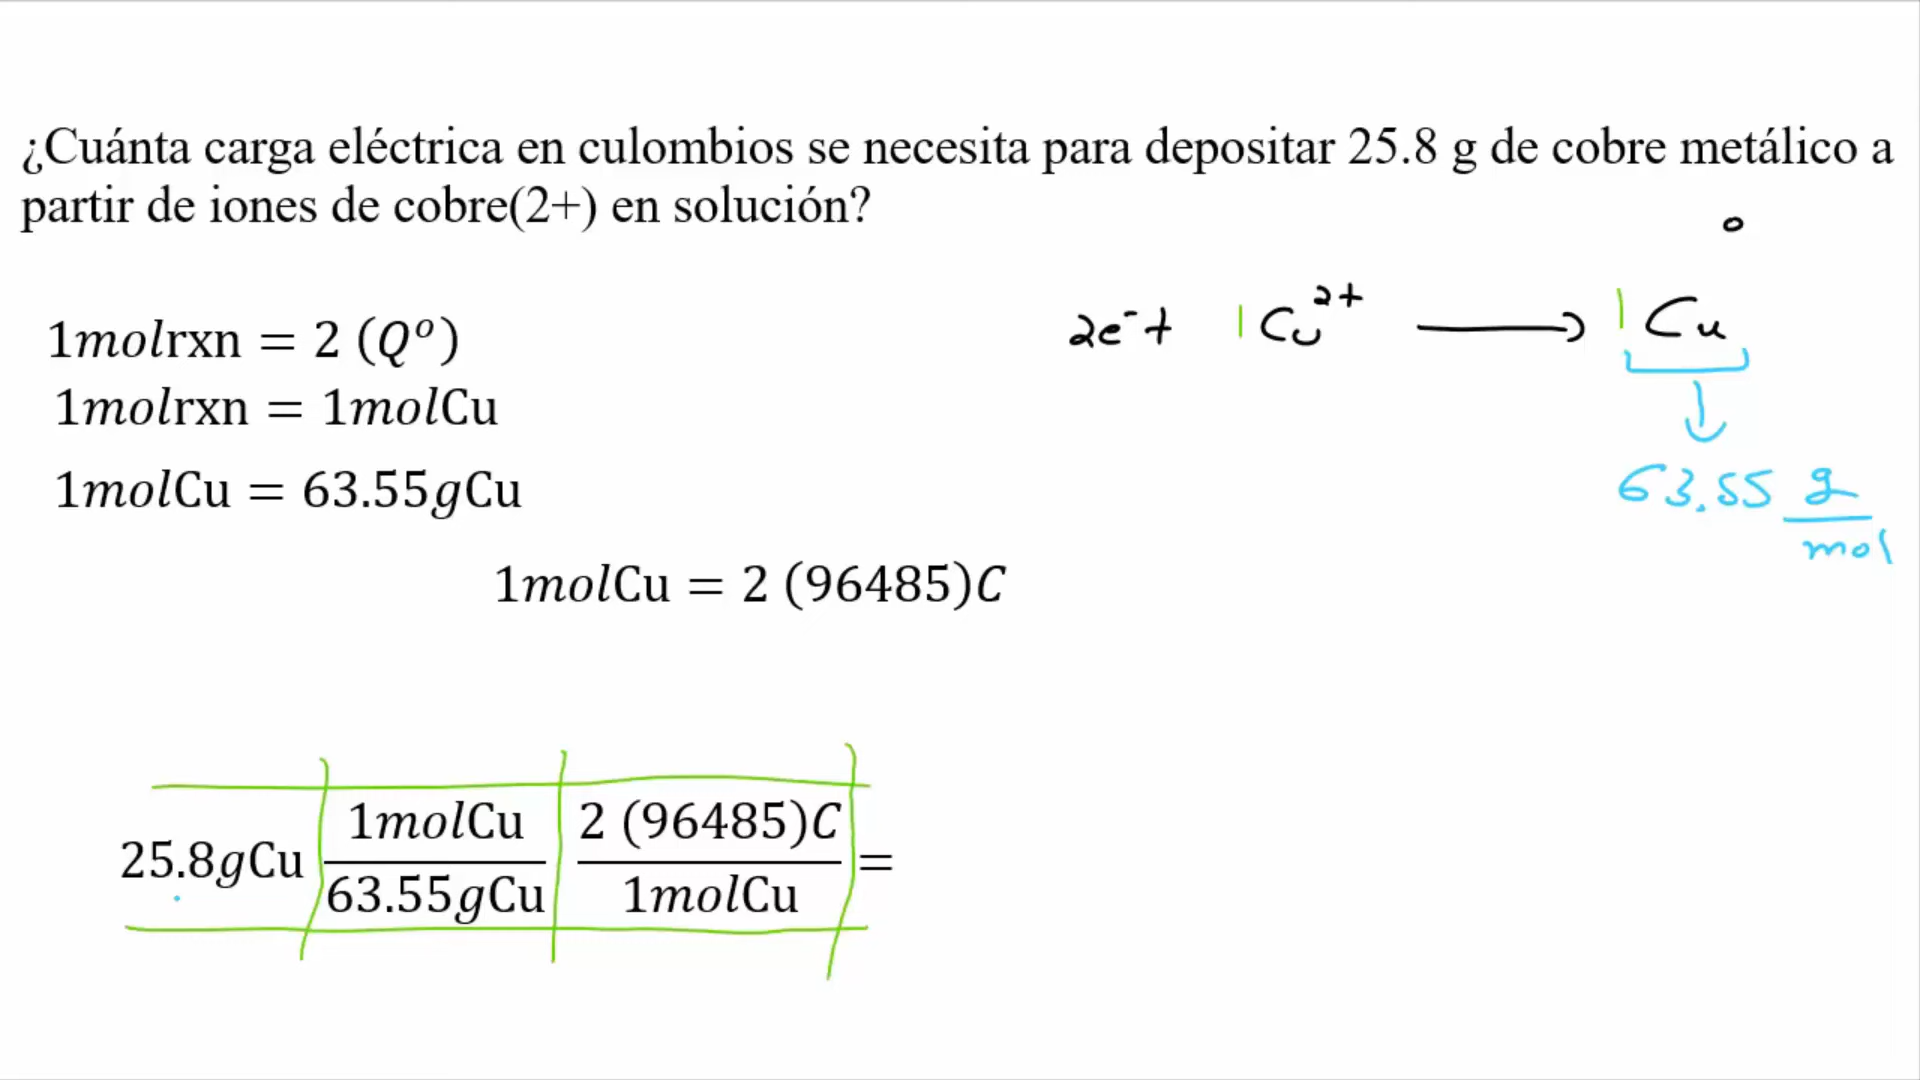 ¿Cuánta carga eléctrica en culombios se necesita para depositar 25.8 g de cobre metálico a
partir de iones de cobre(2+) en solución?
o
2e⁻+ 1Cu²⁺ → 1Cu
63.55 g/mol
1molrxn = 2 (Qº)
1molrxn = 1molCu
1molCu = 63.55gCu
1molCu = 2 (96485)C
25.8gCu | 1molCu/63.55gCu | 2 (96485)C/1molCu | =